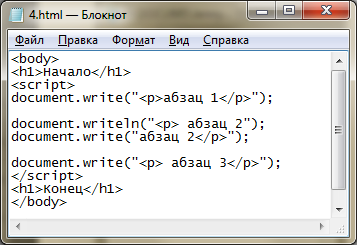 4.html — Блокнот
Файл Правка Формат Вид Справка
<body>
<h1>Начало</h1>
<script>
document.write("<p>абзац 1</p>");

document.writeln("<p> абзац 2");
document.write("абзац 2</p>");

document.write("<p> абзац 3</p>");
</script>
<h1>Конец</h1>
</body>